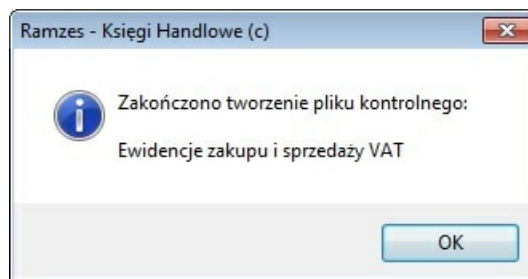 Ramzes - Księgi Handlowe (c)
Zakończono tworzenie pliku kontrolnego:
Ewidencje zakupu i sprzedaży VAT
OK